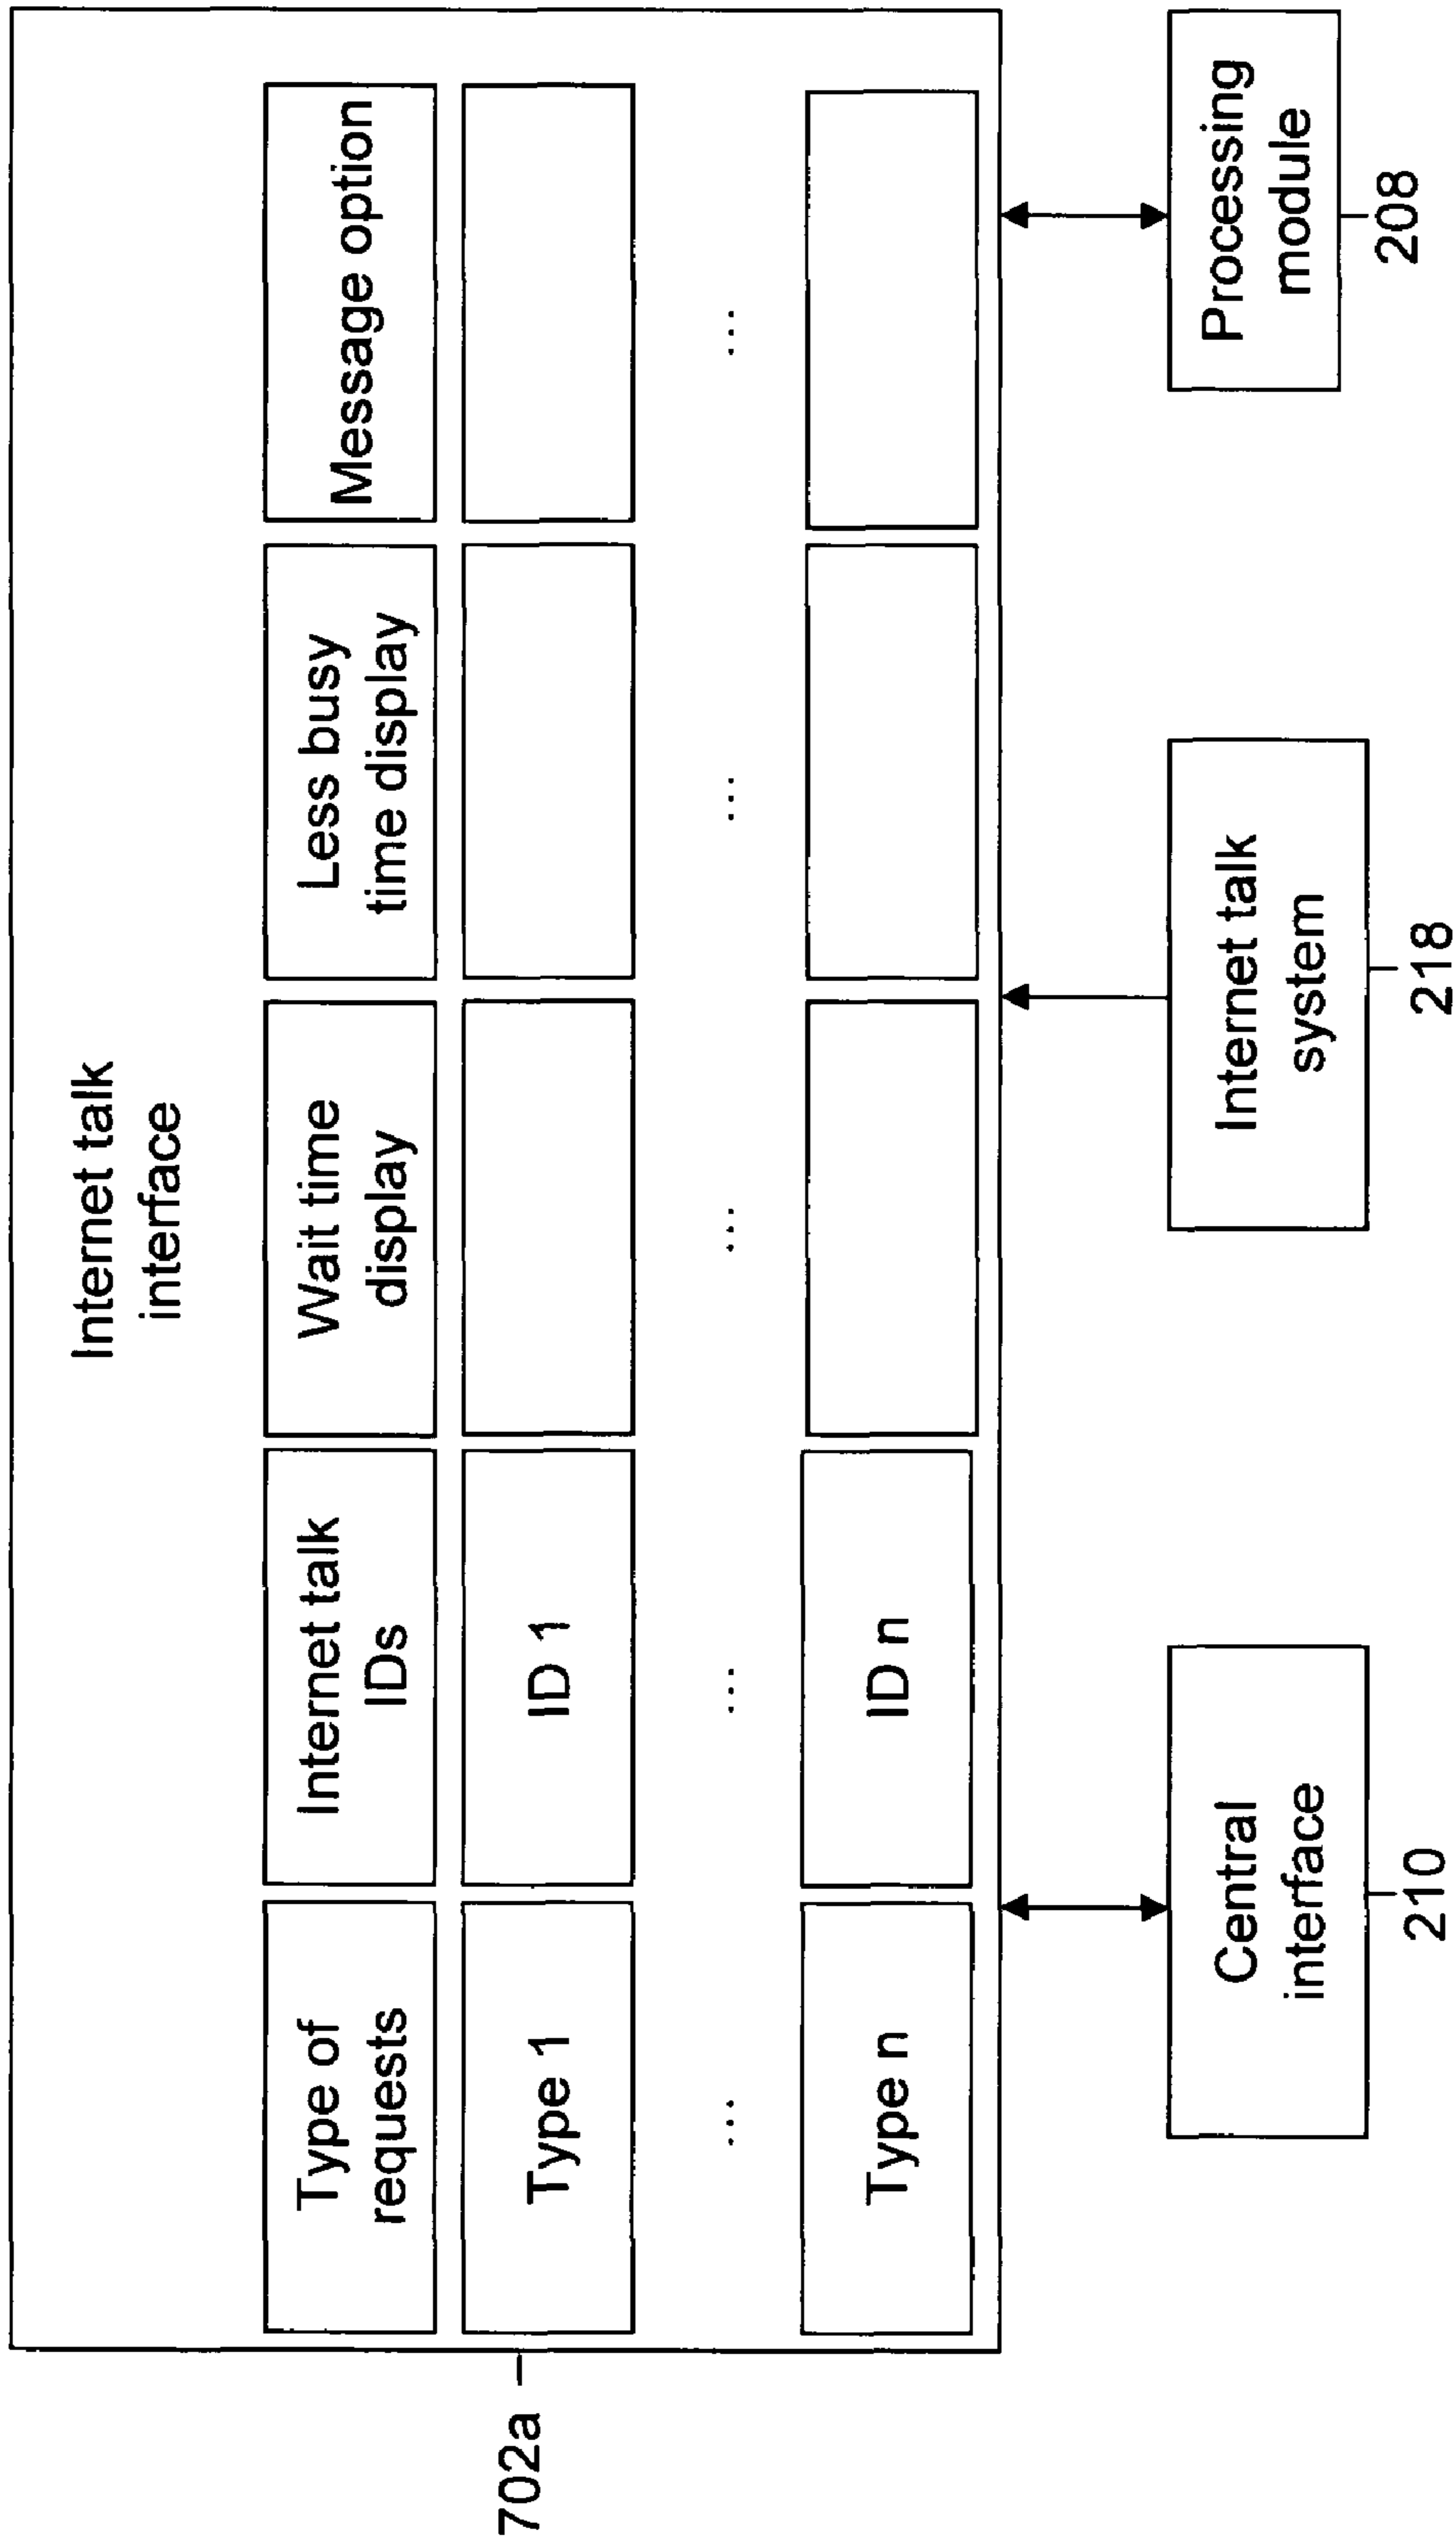 Internet talk
interface
Type of
requests
Internet talk
IDs
Wait time
display
Less busy
time display
Message option
702a
Type 1
ID 1
...
...
...
...
...
Type n
ID n
Central
interface
210
Internet talk
system
218
Processing
module
208